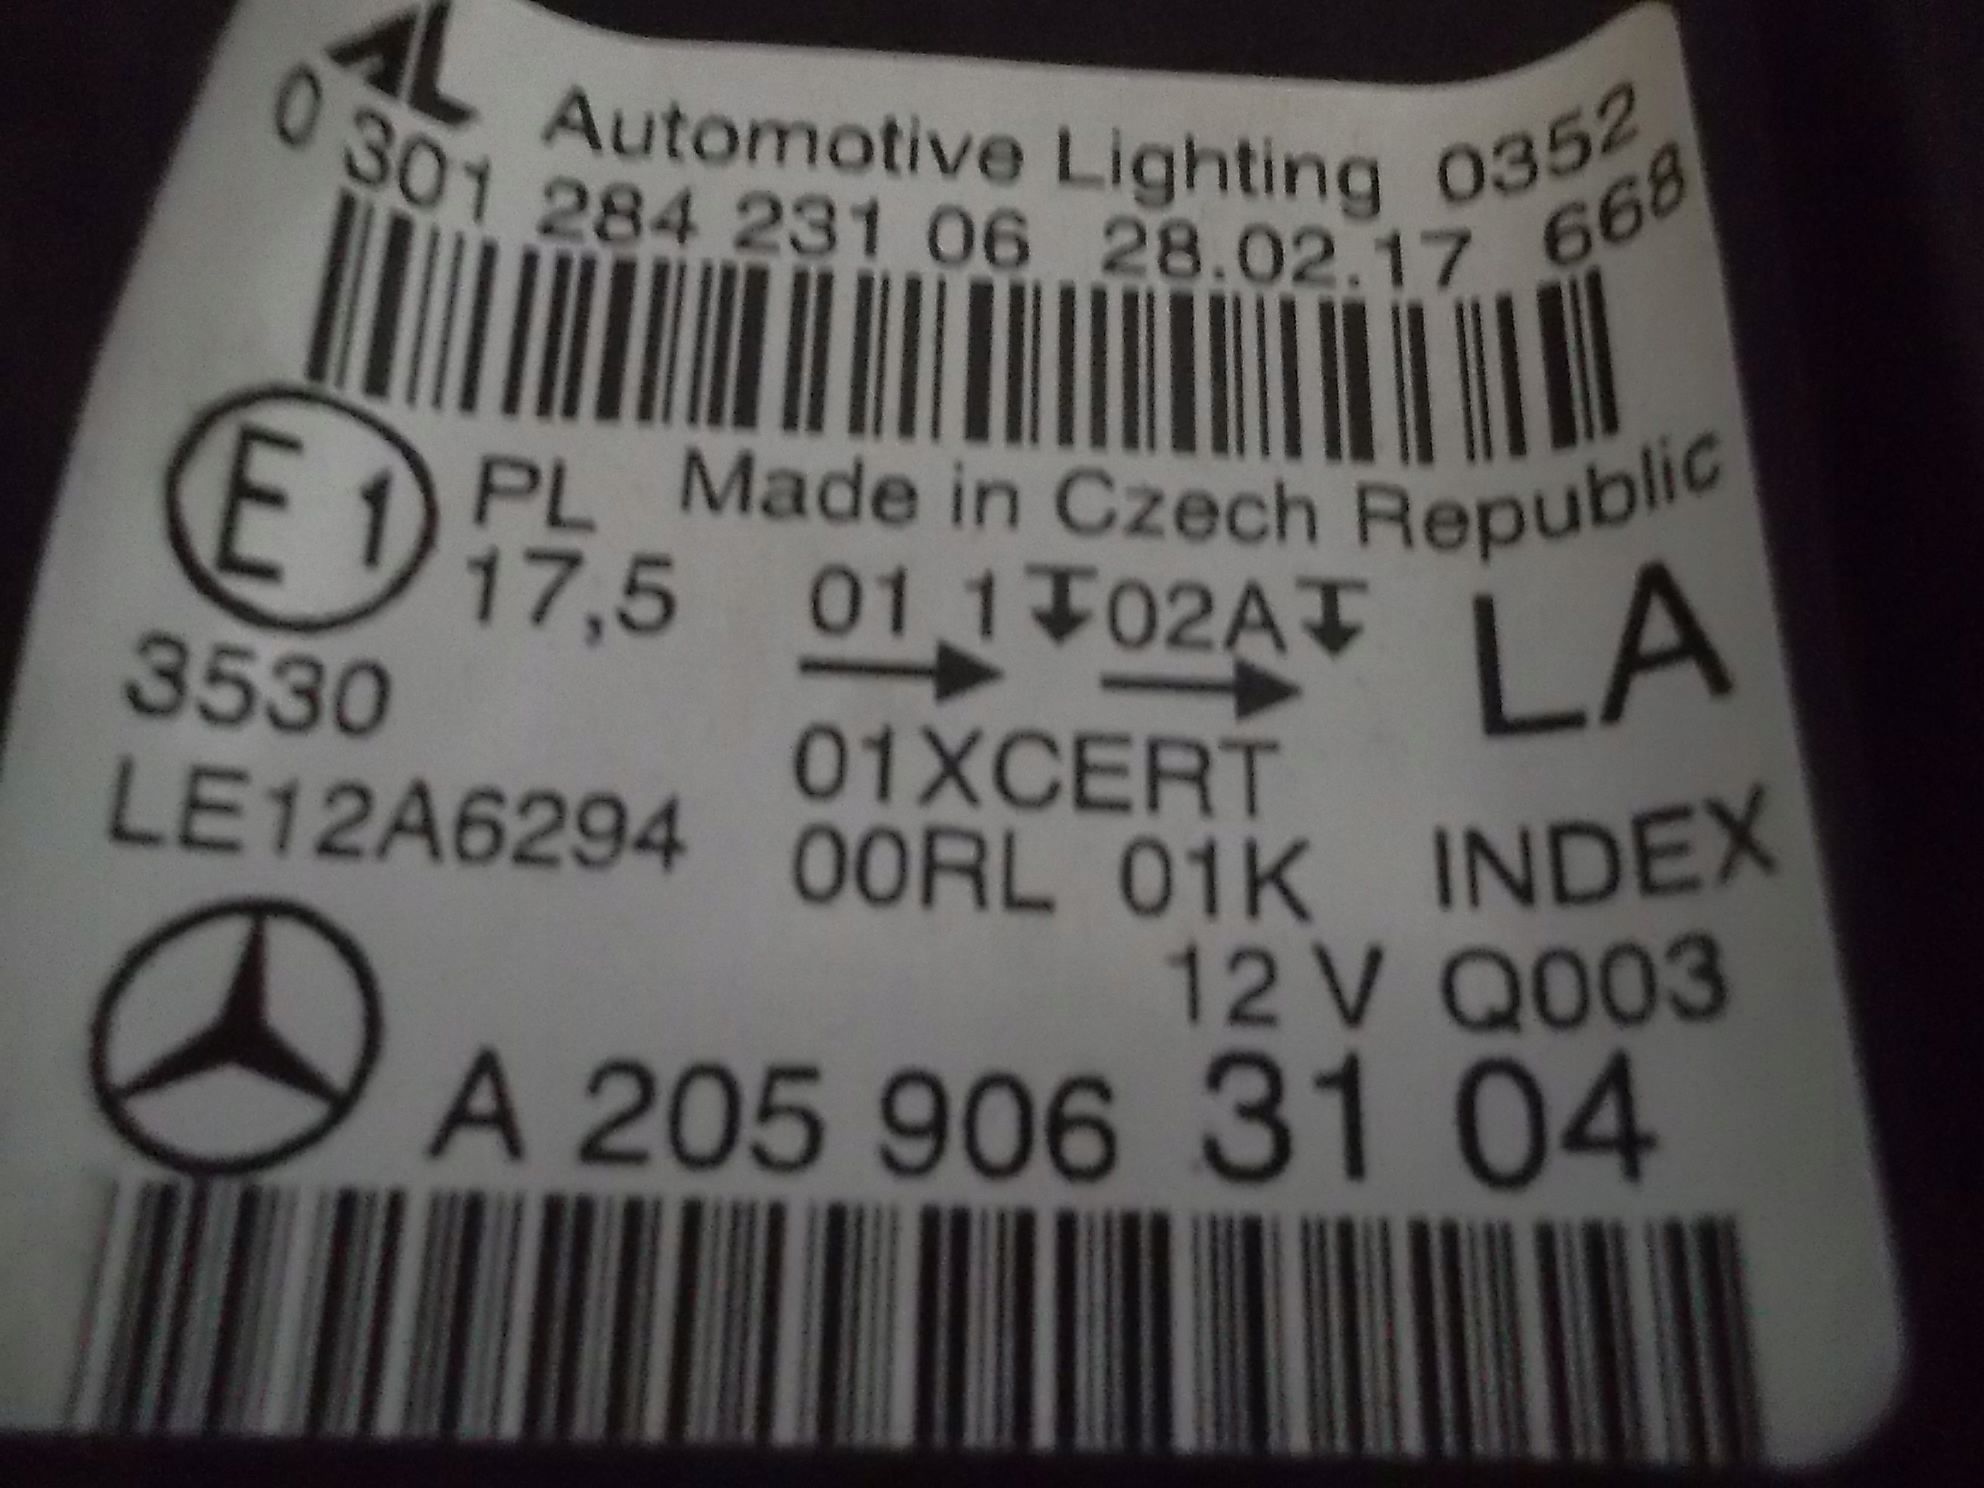 AL Automotive Lighting 0352
0 301 284 231 06 28.02.17 668
E1 PL Made in Czech Republic
17,5 01 1 02A LA
3530
01XCERT
LE12A6294 00RL 01K INDEX
12 V Q003
A 205 906 31 04